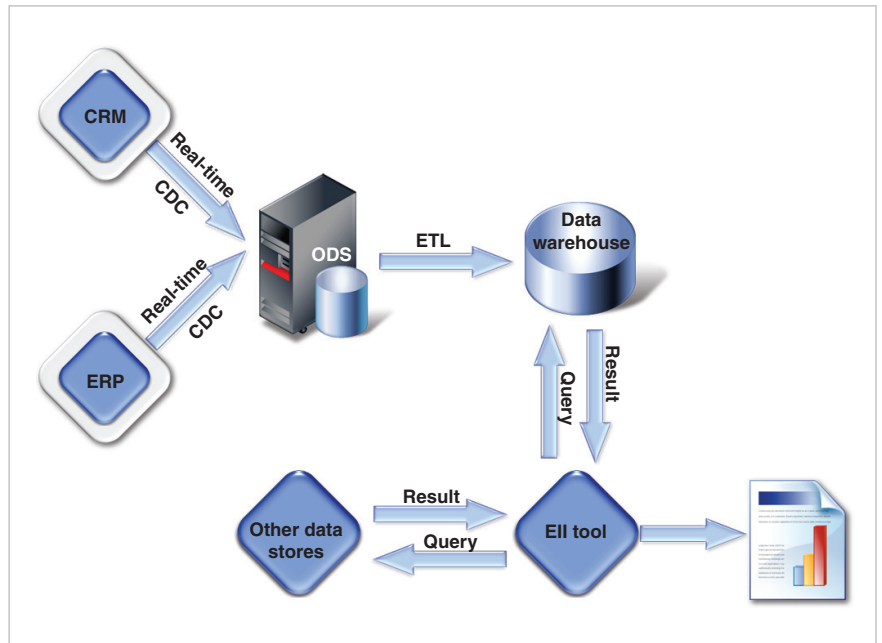 CRM
Real-time
CDC
ODS
ETL
Data
warehouse
Real-time
CDC
ERP
Query
Result
Other data
stores
Result
Query
EII tool